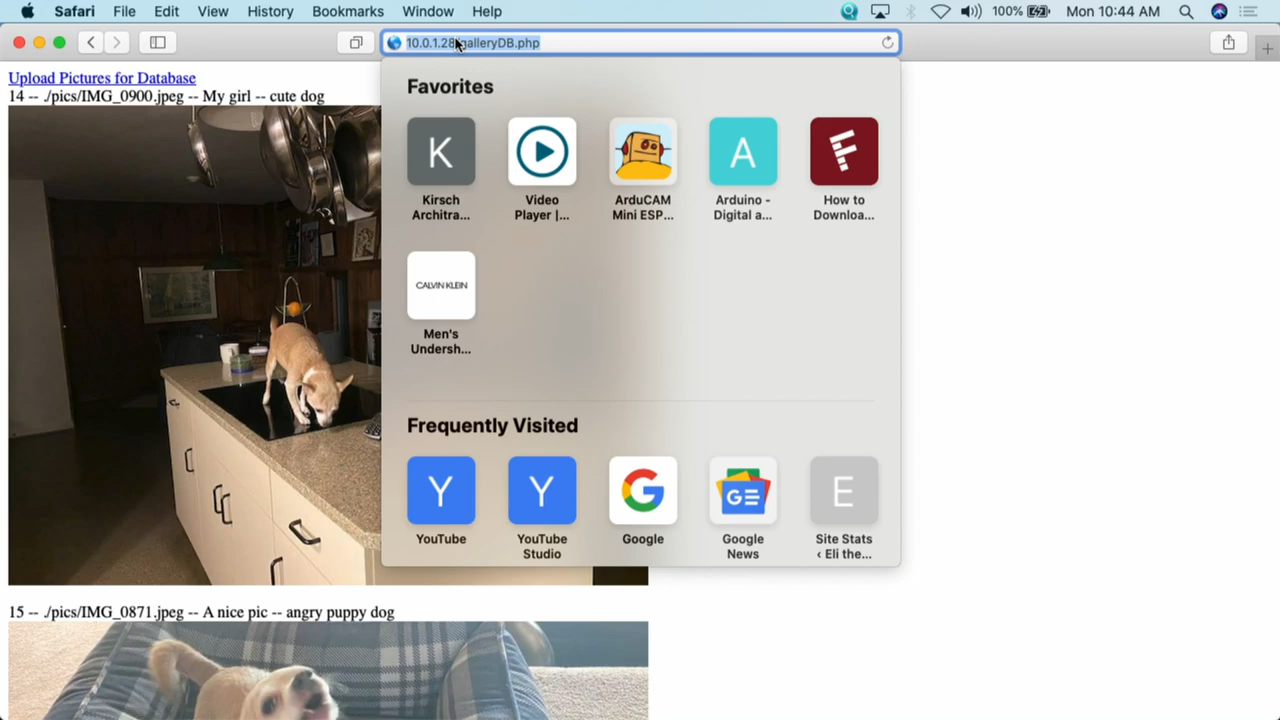 Safari File Edit View History Bookmarks Window Help 100% Mon 10:44 AM
10.0.1.28/galleryDB.php
Upload Pictures for Database
14 -- ./pics/IMG_0900.jpeg -- My girl -- cute dog
Favorites
K
Kirsch
Architra...
Video
Player |...
ArduCAM
Mini ESP...
A
Arduino -
Digital a...
F
How to
Downloa...
CALVIN KLEIN
Men's
Undersh...
Frequently Visited
Y
YouTube
Y
YouTube
Studio
G
Google
GE
Google
News
E
Site Stats
‹ Eli the...
15 -- ./pics/IMG_0871.jpeg -- A nice pic -- angry puppy dog